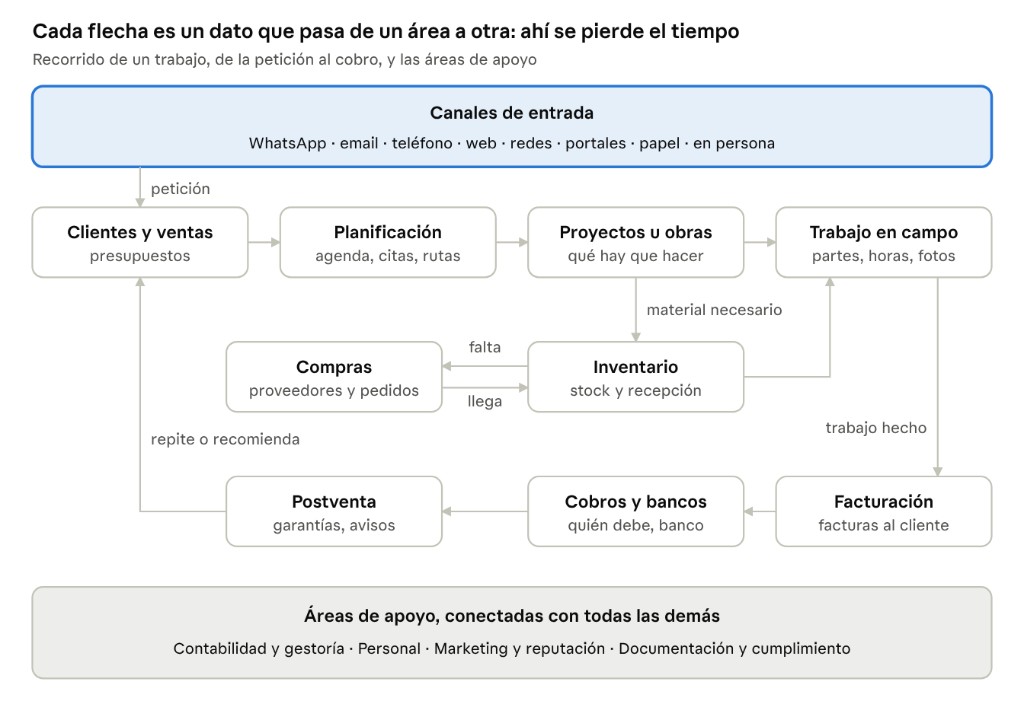 Cada flecha es un dato que pasa de un área a otra: ahí se pierde el tiempo
Recorrido de un trabajo, de la petición al cobro, y las áreas de apoyo
Canales de entrada
WhatsApp · email · teléfono · web · redes · portales · papel · en persona
petición
Clientes y ventas
presupuestos
Planificación
agenda, citas, rutas
Proyectos u obras
qué hay que hacer
Trabajo en campo
partes, horas, fotos
material necesario
falta
Compras
proveedores y pedidos
Inventario
stock y recepción
llega
trabajo hecho
repite o recomienda
Postventa
garantías, avisos
Cobros y bancos
quién debe, banco
Facturación
facturas al cliente
Áreas de apoyo, conectadas con todas las demás
Contabilidad y gestoría · Personal · Marketing y reputación · Documentación y cumplimiento